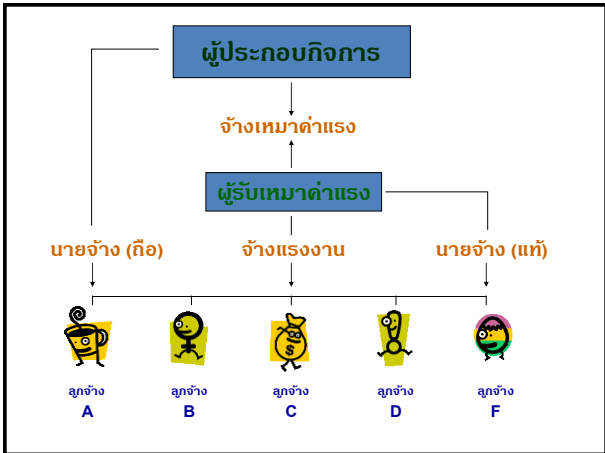 ผู้ประกอบกิจการ
จ้างเหมาค่าแรง
ผู้รับเหมาค่าแรง
นายจ้าง (ถือ) จ้างแรงงาน นายจ้าง (แท้)
$
ลูกจ้าง ลูกจ้าง ลูกจ้าง ลูกจ้าง ลูกจ้าง
A B C D F